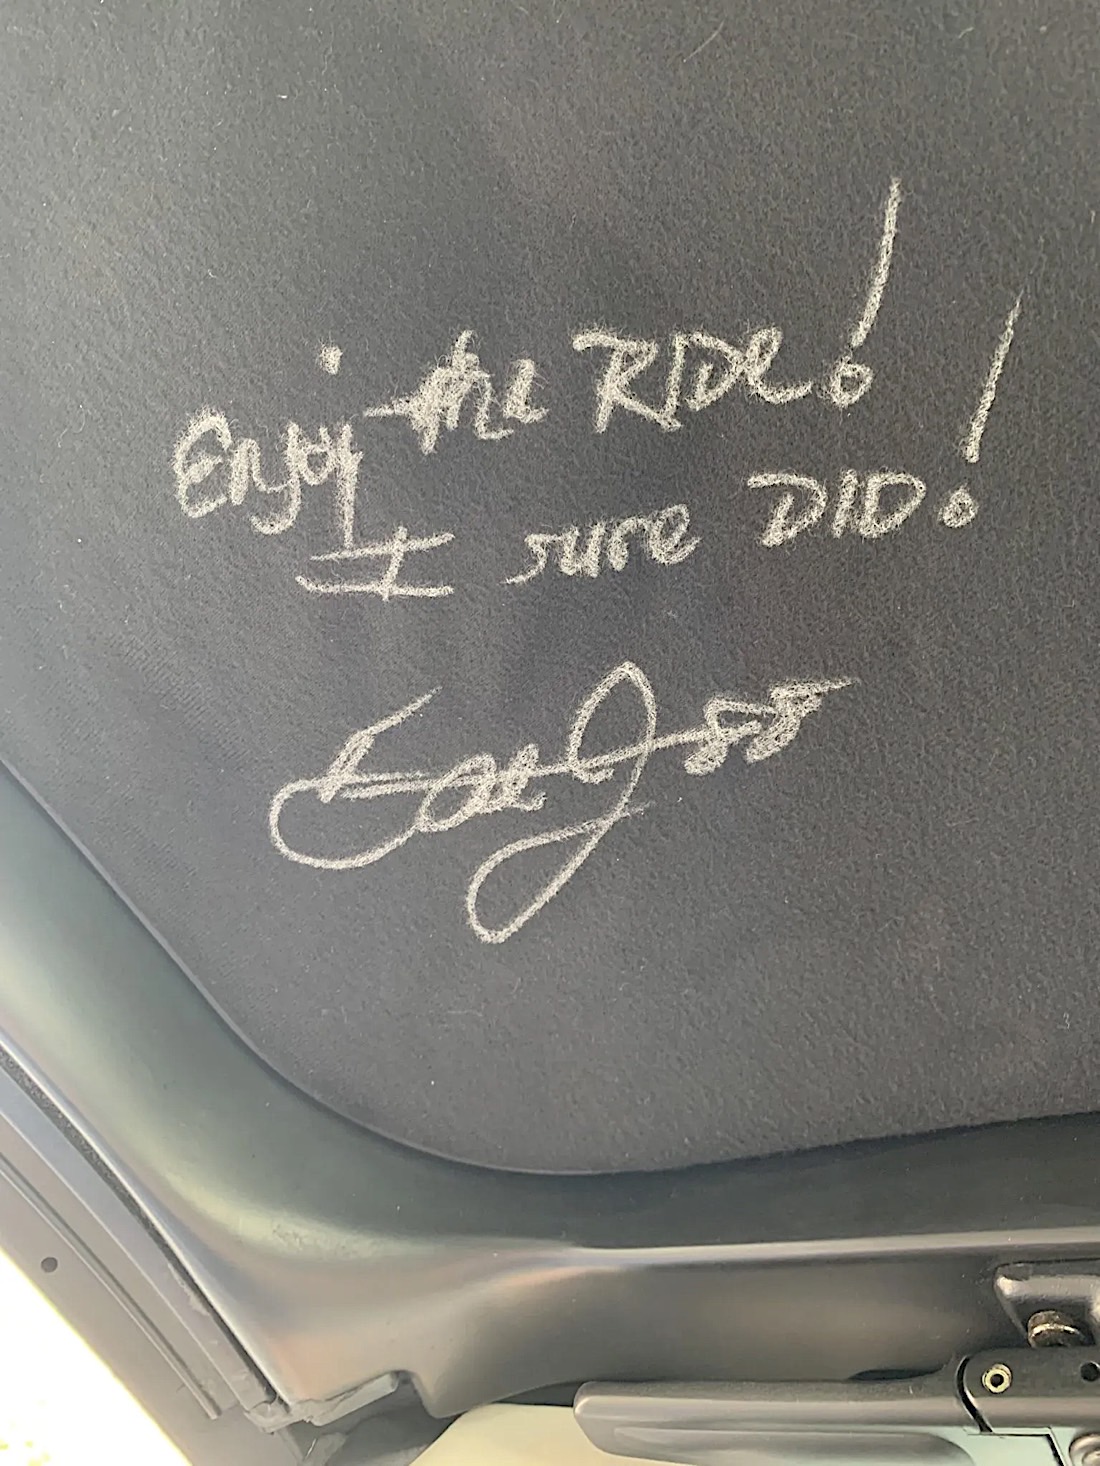 Enjoy the RIDe!
I sure DID!